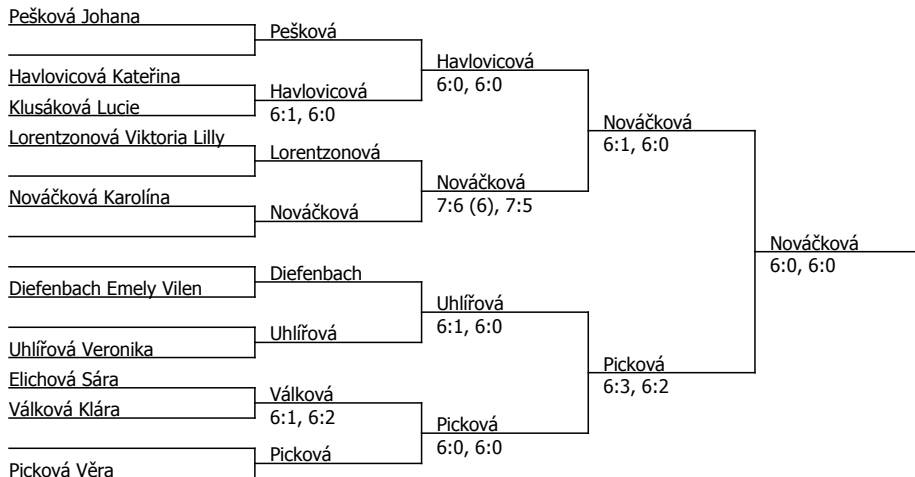 Pešková Johana
Havlovicová Kateřina
Klusáková Lucie
Lorentzonová Viktoria Lilly
Nováčková Karolína
Diefenbach Emely Vilen
Uhlířová Veronika
Elichová Sára
Válková Klára
Picková Věra
Pešková
Havlovicová
6:1, 6:0
Lorentzonová
Nováčková
Diefenbach
Uhlířová
Válková
6:1, 6:2
Picková
Havlovicová
6:0, 6:0
Nováčková
7:6 (6), 7:5
Uhlířová
6:1, 6:0
Picková
6:0, 6:0
Nováčková
6:1, 6:0
Picková
6:3, 6:2
Nováčková
6:0, 6:0